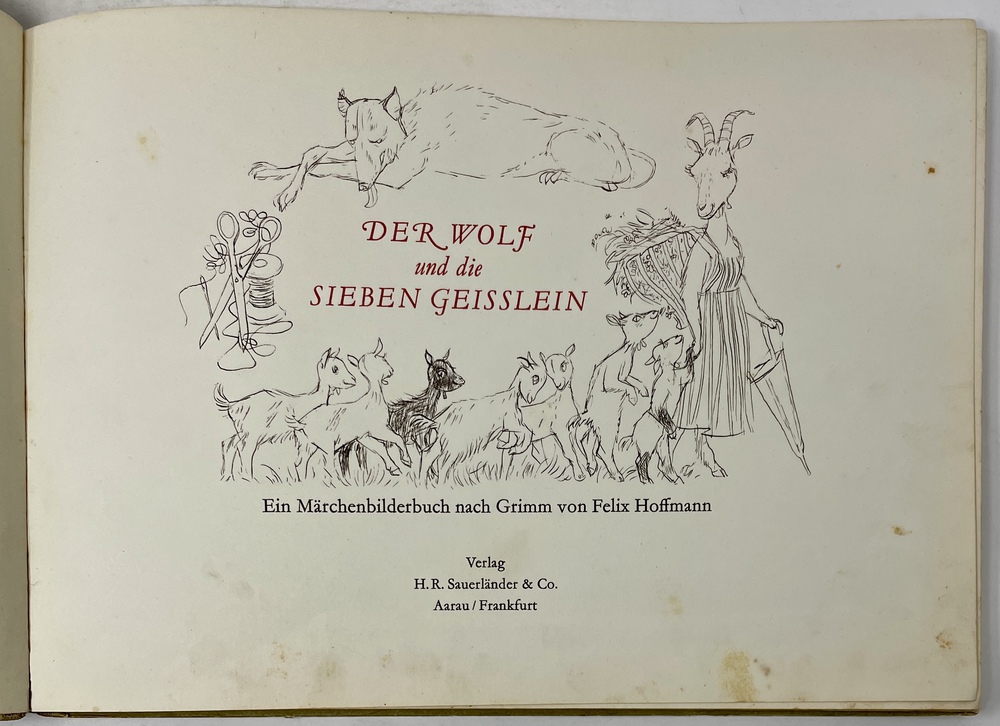 DER WOLF
und die
SIEBEN GEISSLEIN
Ein Märchenbilderbuch nach Grimm von Felix Hoffmann
Verlag
H. R. Sauerländer & Co.
Aarau / Frankfurt